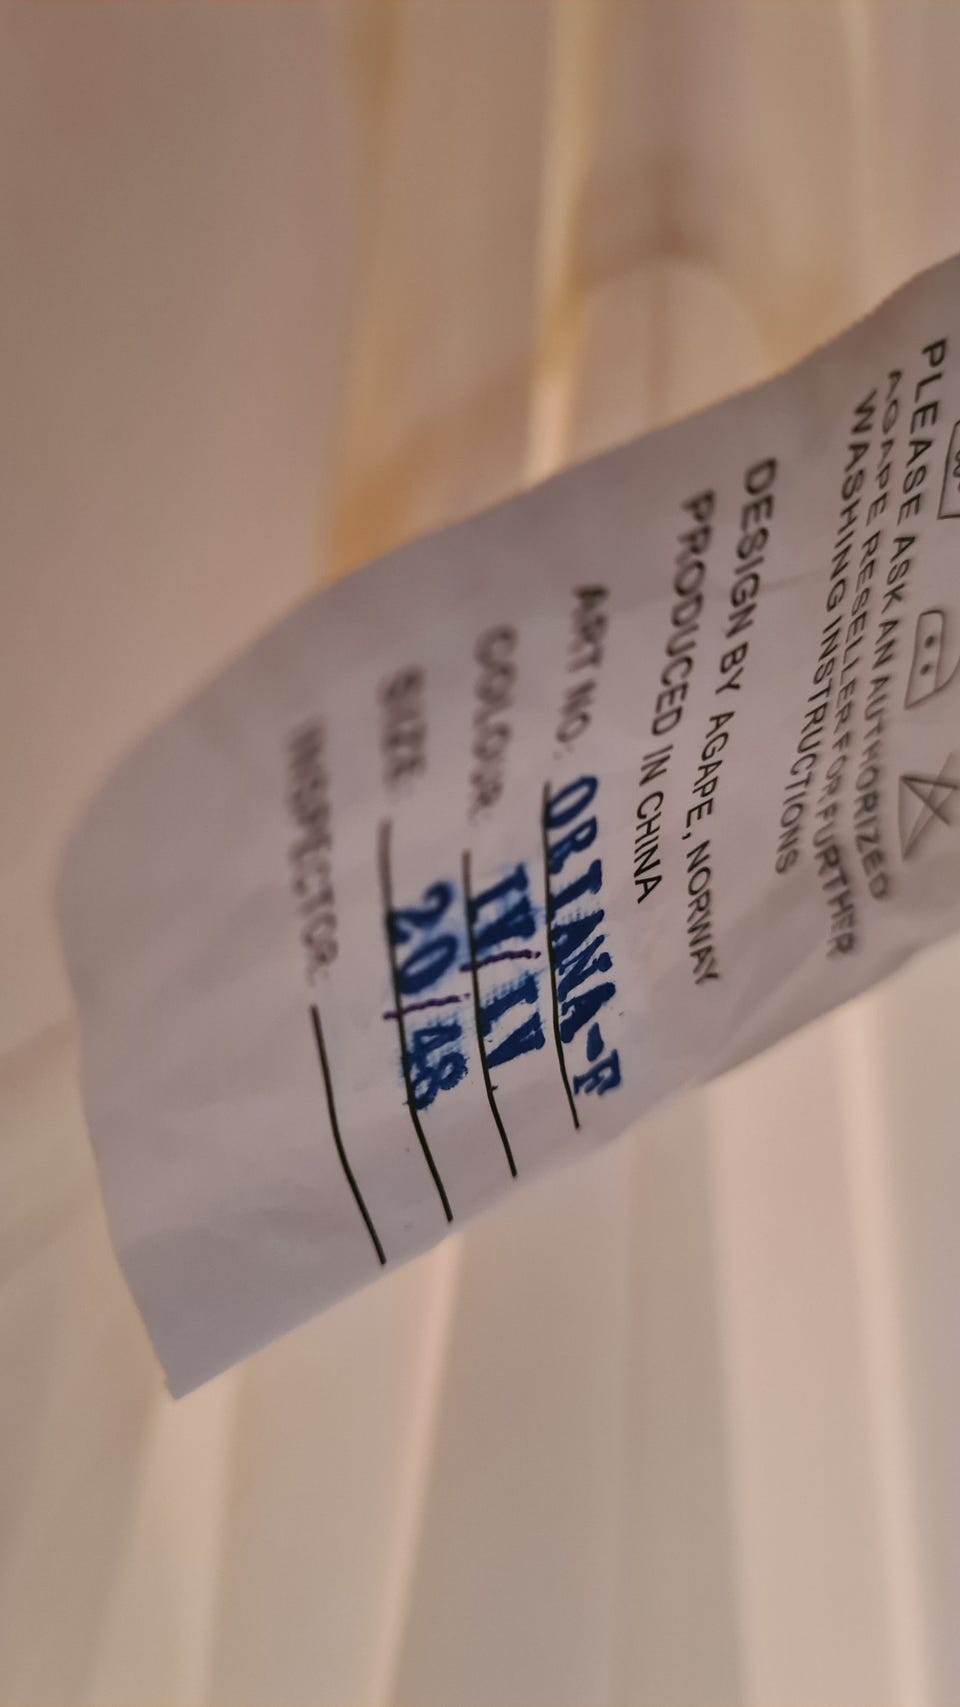 PLEASE ASK AN AUTHORIZED
AGAPE RESELLER FOR FURTHER
WASHING INSTRUCTIONS
DESIGN BY AGAPE, NORWAY
PRODUCED IN CHINA
ART NO: ORIANA-F
COLOUR: IV/IV
SIZE: 20/48
INSPECTOR: